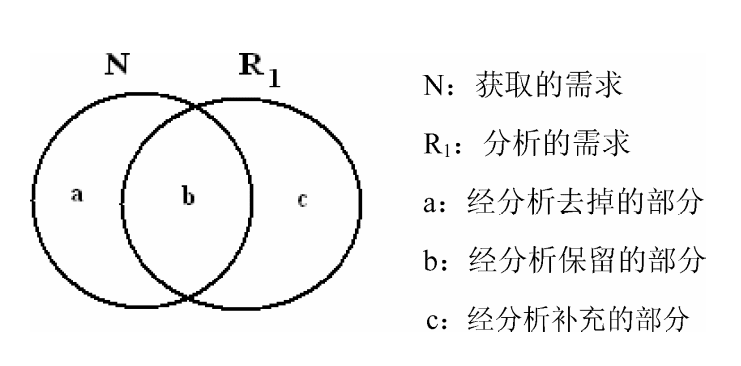 N R₁
N：获取的需求
R₁：分析的需求
a b c
a：经分析去掉的部分
b：经分析保留的部分
c：经分析补充的部分